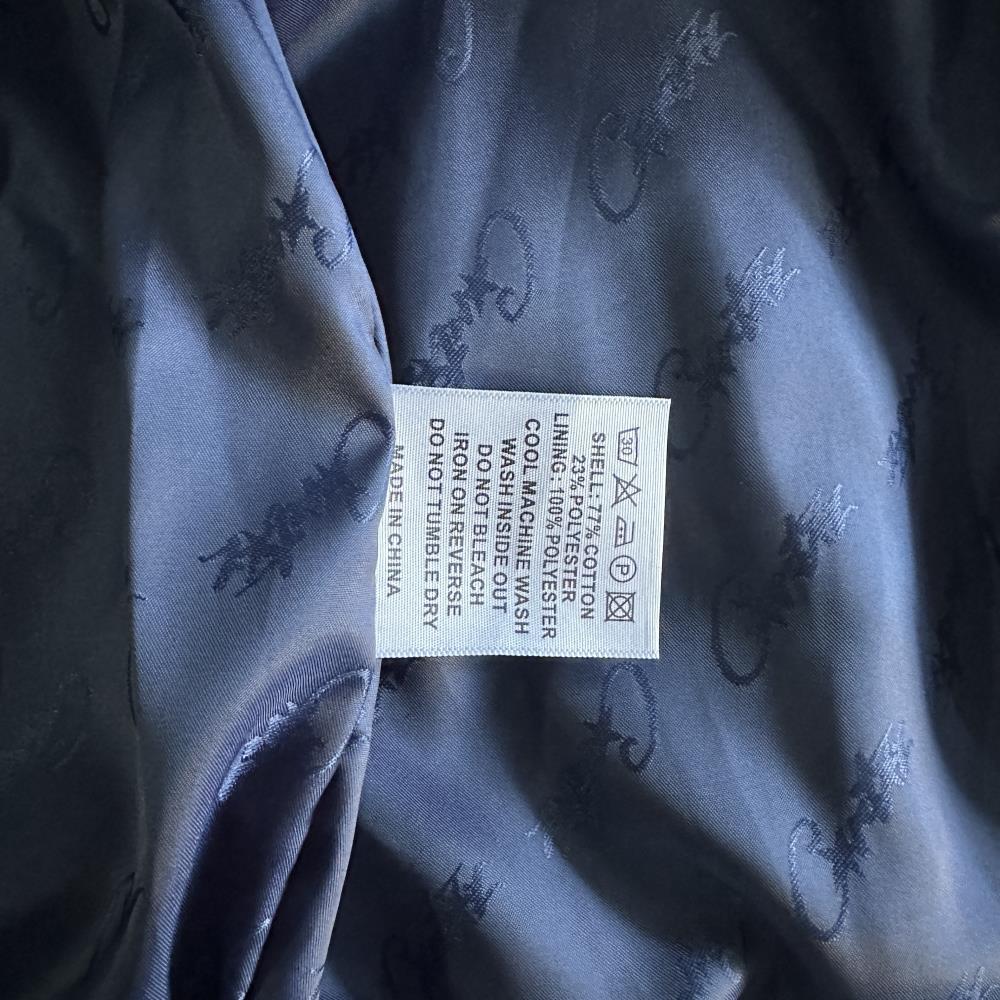 30 P
SHELL: 77% COTTON
23% POLYESTER
LINING: 100% POLYESTER
COOL MACHINE WASH
WASH INSIDE OUT
DO NOT BLEACH
IRON ON REVERSE
DO NOT TUMBLE DRY
MADE IN CHINA